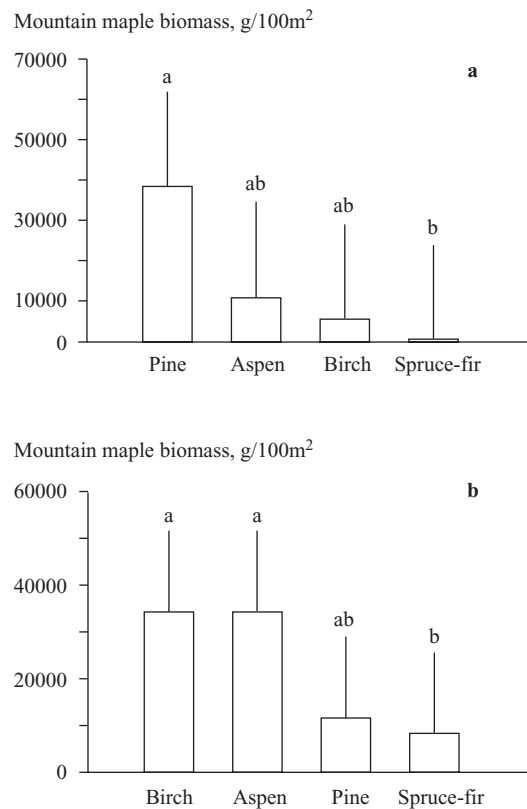 Mountain maple biomass, g/100m²
70000
a
a
50000
ab
ab
30000
b
10000
0
Pine Aspen Birch Spruce-fir
Mountain maple biomass, g/100m²
60000
b
a a
40000
ab
b
20000
0
Birch Aspen Pine Spruce-fir